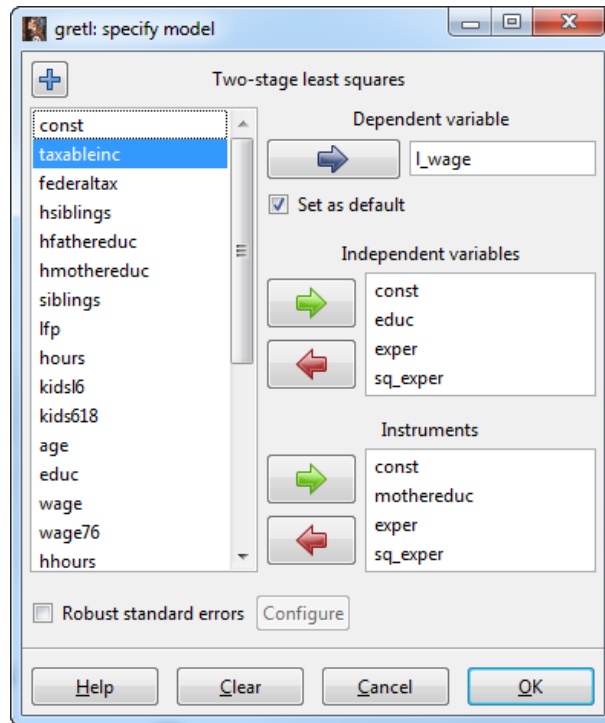 gretl: specify model
Two-stage least squares
const
taxableinc
federaltax
hsiblings
hfathereduc
hmothereduc
siblings
lfp
hours
kidsl6
kids618
age
educ
wage
wage76
hhours
Dependent variable
l_wage
Set as default
Independent variables
const
educ
exper
sq_exper
Instruments
const
mothereduc
exper
sq_exper
Robust standard errors Configure
Help Clear Cancel OK